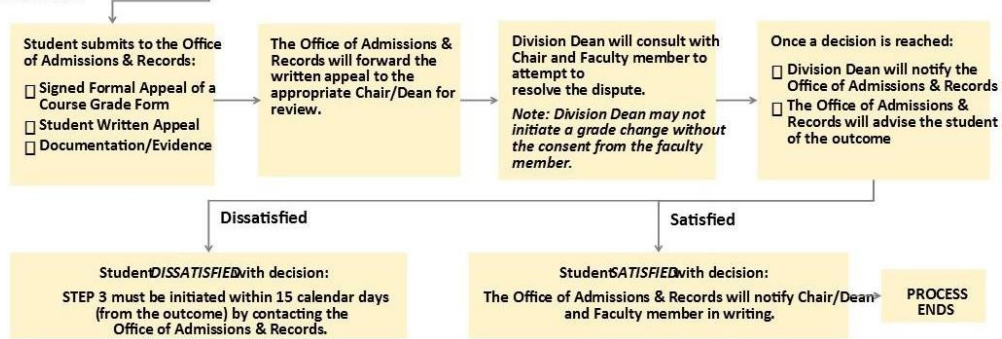 Student submits to the Office
of Admissions & Records:
Signed Formal Appeal of a
Course Grade Form
Student Written Appeal
Documentation/Evidence
The Office of Admissions &
Records will forward the
written appeal to the
appropriate Chair/Dean for
review.
Division Dean will consult with
Chair and Faculty member to
attempt to
resolve the dispute.
Note: Division Dean may not
initiate a grade change without
the consent from the faculty
member.
Once a decision is reached:
Division Dean will notify the
Office of Admissions & Records
The Office of Admissions &
Records will advise the student
of the outcome
Dissatisfied
Satisfied
Student DISSATISFIED with decision:
STEP 3 must be initiated within 15 calendar days
(from the outcome) by contacting the
Office of Admissions & Records.
Student SATISFIED with decision:
The Office of Admissions & Records will notify Chair/Dean
and Faculty member in writing.
PROCESS
ENDS